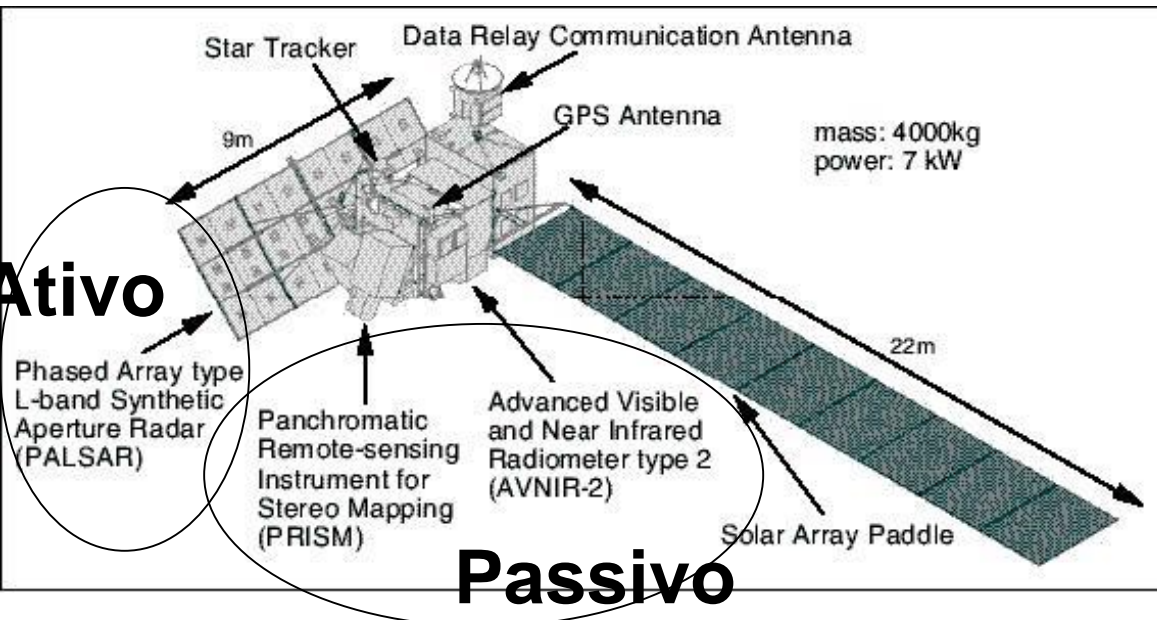 Star Tracker
Data Relay Communication Antenna
9m
GPS Antenna
mass: 4000kg
power: 7 kW
Ativo
22m
Phased Array type
L-band Synthetic
Aperture Radar
(PALSAR)
Panchromatic
Remote-sensing
Instrument for
Stereo Mapping
(PRISM)
Advanced Visible
and Near Infrared
Radiometer type 2
(AVNIR-2)
Solar Array Paddle
Passivo